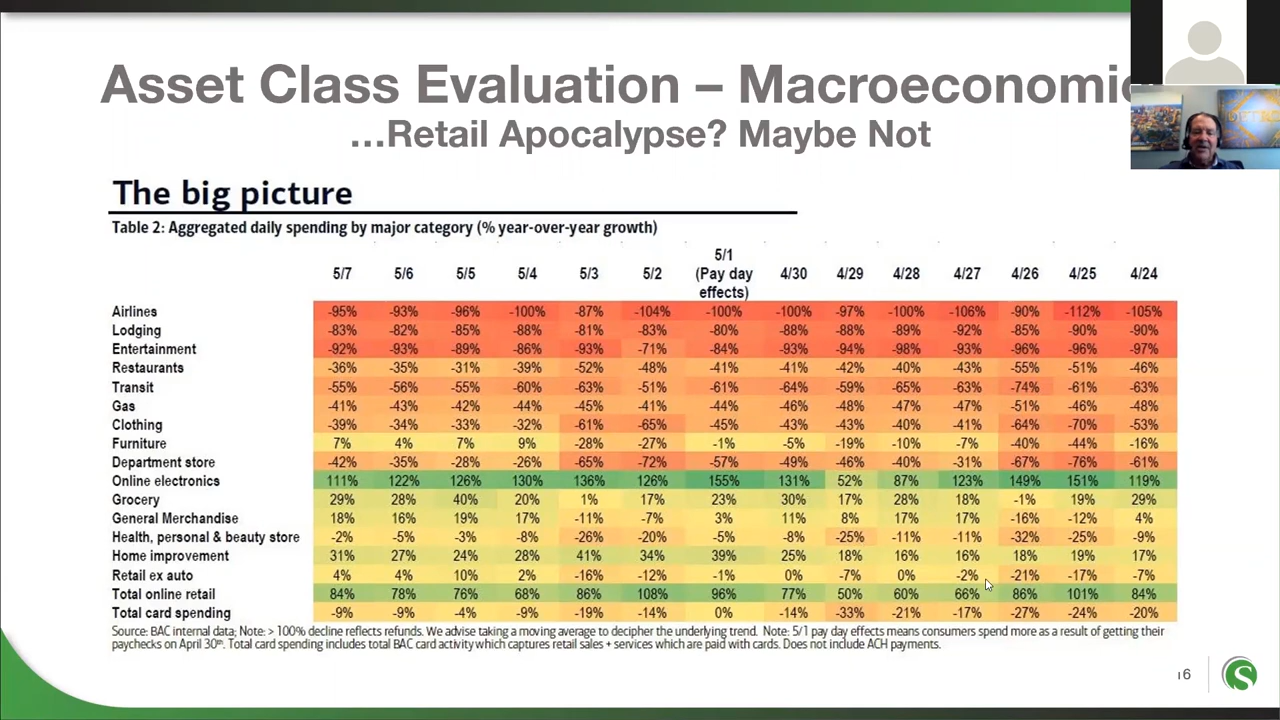 Asset Class Evaluation – Macroeconomic
…Retail Apocalypse? Maybe Not
The big picture
Table 2: Aggregated daily spending by major category (% year-over-year growth)
5/7 5/6 5/5 5/4 5/3 5/2 5/1 (Pay day effects) 4/30 4/29 4/28 4/27 4/26 4/25 4/24
Airlines -95% -93% -96% -100% -87% -104% -100% -100% -97% -100% -106% -90% -112% -105%
Lodging -83% -82% -85% -88% -81% -83% -80% -88% -88% -89% -92% -85% -90% -90%
Entertainment -92% -93% -89% -86% -93% -71% -84% -93% -94% -98% -93% -96% -96% -97%
Restaurants -36% -35% -31% -39% -52% -48% -41% -41% -42% -40% -43% -55% -51% -46%
Transit -55% -56% -55% -60% -63% -51% -61% -64% -59% -65% -63% -74% -61% -63%
Gas -41% -43% -42% -44% -45% -41% -44% -46% -48% -47% -47% -51% -46% -48%
Clothing -39% -34% -33% -32% -61% -65% -45% -43% -43% -40% -41% -64% -70% -53%
Furniture 7% 4% 7% 9% -28% -27% -1% -5% -19% -10% -7% -40% -44% -16%
Department store -42% -35% -28% -26% -65% -72% -57% -49% -46% -40% -31% -67% -76% -61%
Online electronics 111% 122% 126% 130% 136% 126% 155% 131% 52% 87% 123% 149% 151% 119%
Grocery 29% 28% 40% 20% 1% 17% 23% 30% 17% 28% 18% -1% 19% 29%
General Merchandise 18% 16% 19% 17% -11% -7% 3% 11% 8% 17% 17% -16% -12% 4%
Health, personal & beauty store -2% -5% -3% -8% -26% -20% -5% -8% -25% -11% -11% -32% -25% -9%
Home improvement 31% 27% 24% 28% 41% 34% 39% 25% 18% 16% 16% 18% 19% 17%
Retail ex auto 4% 4% 10% 2% -16% -12% -1% 0% -7% 0% -2% -21% -17% -7%
Total online retail 84% 78% 76% 68% 86% 108% 96% 77% 50% 60% 66% 86% 101% 84%
Total card spending -9% -9% -4% -9% -19% -14% 0% -14% -33% -21% -17% -27% -24% -20%
Source: BAC internal data; Note: > 100% decline reflects refunds. We advise taking a moving average to decipher the underlying trend. Note: 5/1 pay day effects means consumers spend more as a result of getting their
paychecks on April 30th. Total card spending includes total BAC card activity which captures retail sales + services which are paid with cards. Does not include ACH payments.
S